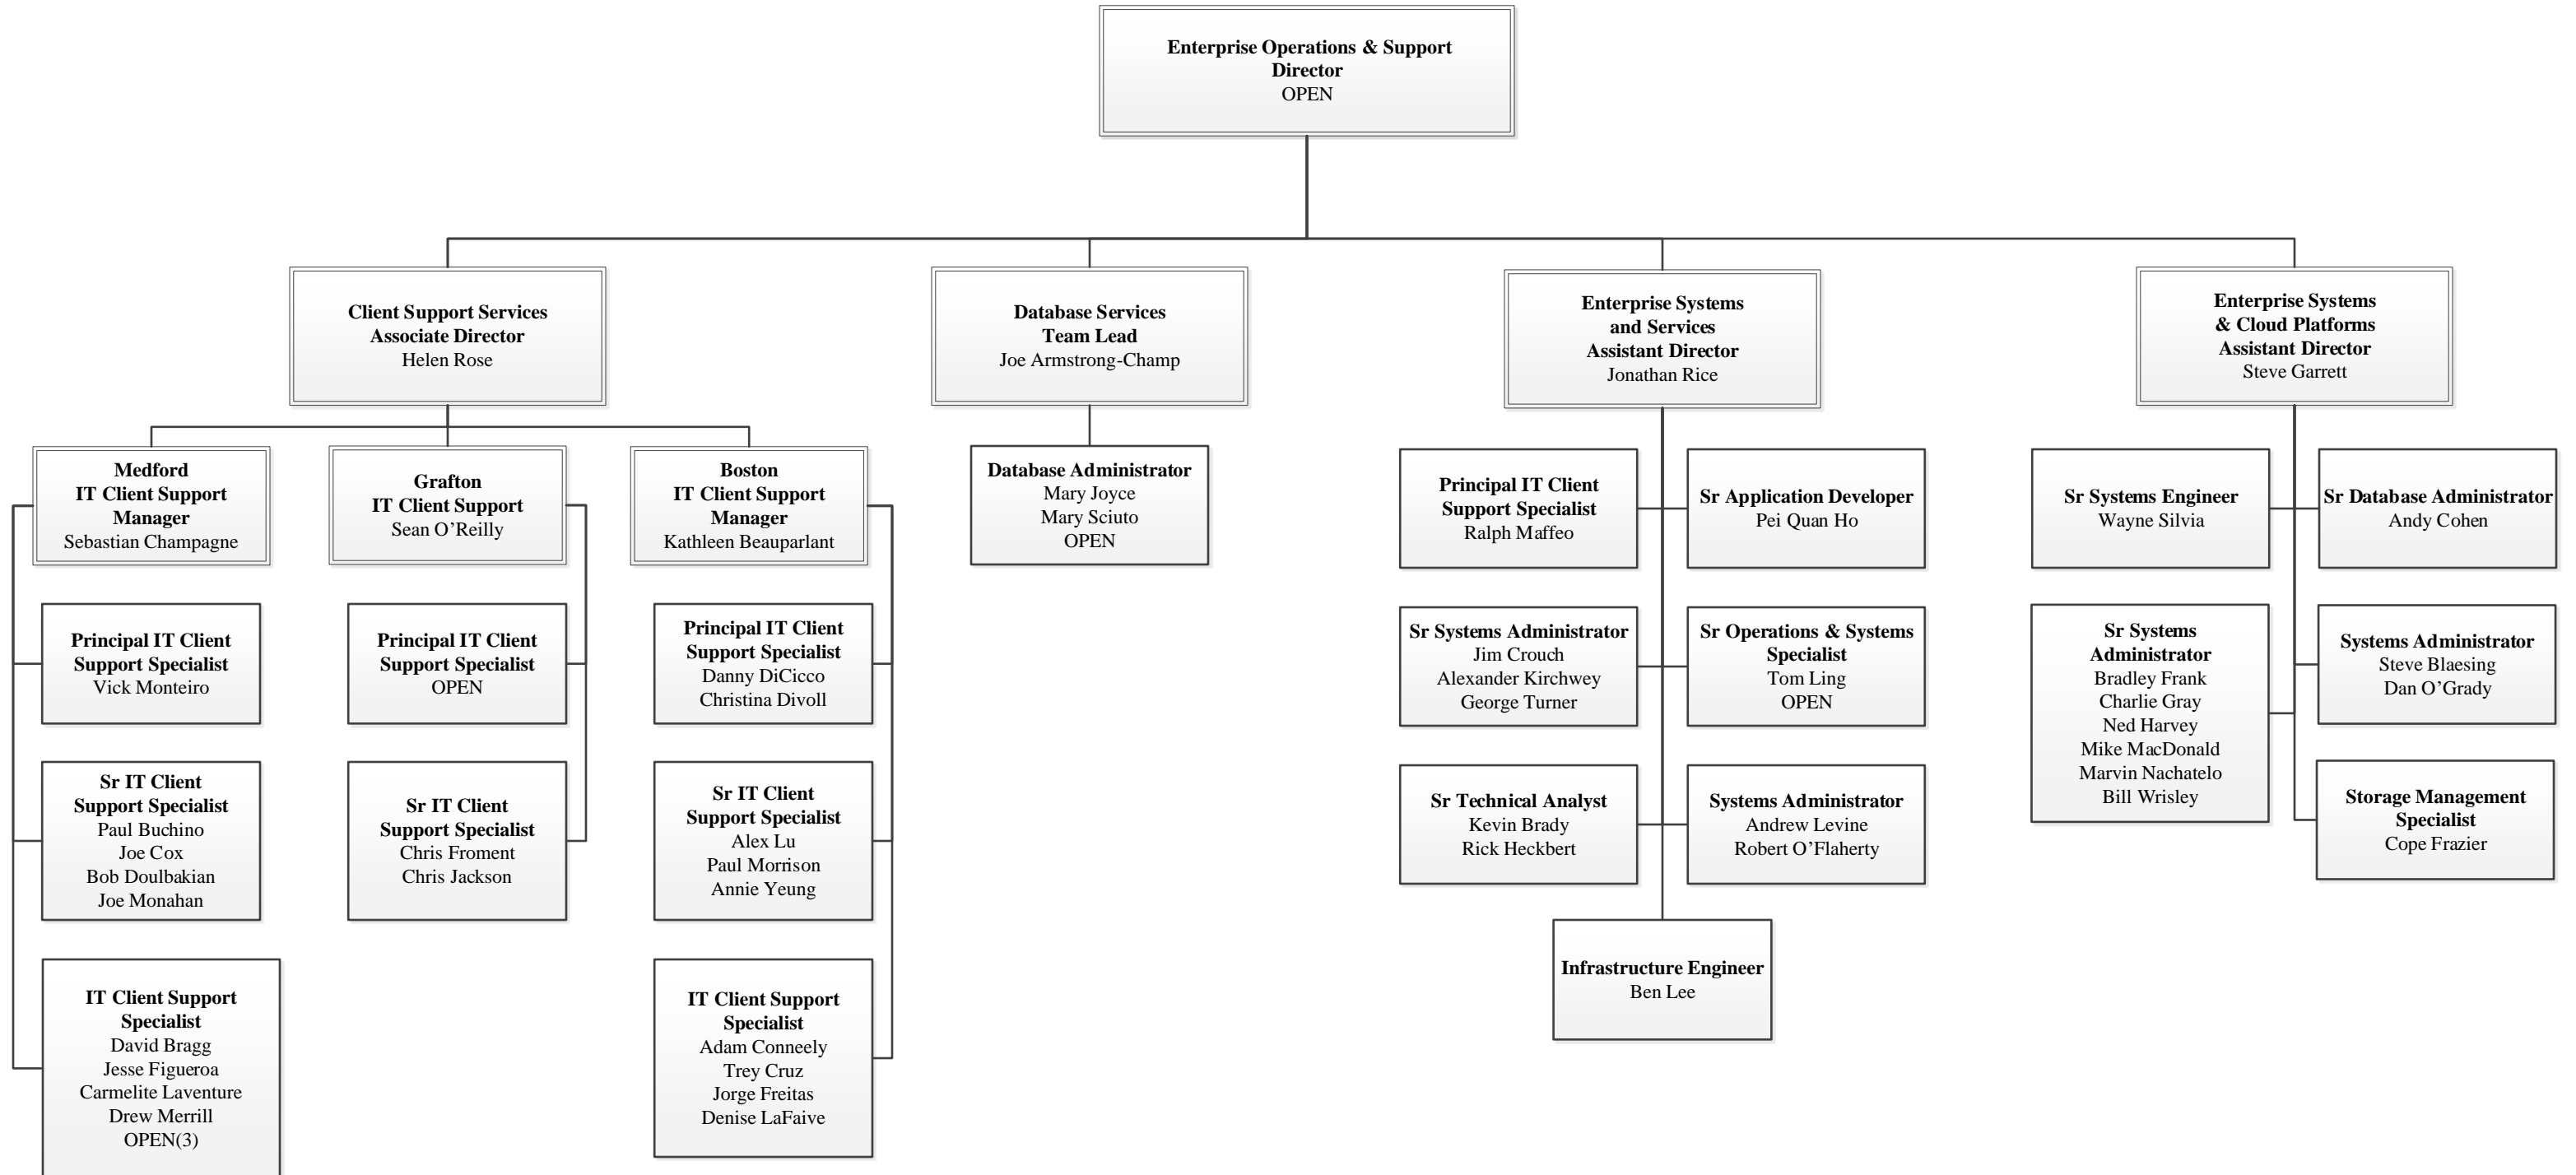 Enterprise Operations & Support
Director
OPEN
Client Support Services
Associate Director
Helen Rose
Database Services
Team Lead
Joe Armstrong-Champ
Enterprise Systems
and Services
Assistant Director
Jonathan Rice
Enterprise Systems
& Cloud Platforms
Assistant Director
Steve Garrett
Medford
IT Client Support
Manager
Sebastian Champagne
Grafton
IT Client Support
Sean O’Reilly
Boston
IT Client Support
Manager
Kathleen Beauparlant
Database Administrator
Mary Joyce
Mary Sciuto
OPEN
Principal IT Client
Support Specialist
Ralph Maffeo
Sr Application Developer
Pei Quan Ho
Sr Systems Engineer
Wayne Silvia
Sr Database Administrator
Andy Cohen
Principal IT Client
Support Specialist
Vick Monteiro
Principal IT Client
Support Specialist
OPEN
Principal IT Client
Support Specialist
Danny DiCicco
Christina Divoll
Sr Systems Administrator
Jim Crouch
Alexander Kirchwey
George Turner
Sr Operations & Systems
Specialist
Tom Ling
OPEN
Sr Systems
Administrator
Bradley Frank
Charlie Gray
Ned Harvey
Mike MacDonald
Marvin Nachatelo
Bill Wrisley
Systems Administrator
Steve Blaesing
Dan O’Grady
Sr IT Client
Support Specialist
Paul Buchino
Joe Cox
Bob Doulbakian
Joe Monahan
Sr IT Client
Support Specialist
Chris Froment
Chris Jackson
Sr IT Client
Support Specialist
Alex Lu
Paul Morrison
Annie Yeung
Sr Technical Analyst
Kevin Brady
Rick Heckbert
Systems Administrator
Andrew Levine
Robert O’Flaherty
Storage Management
Specialist
Cope Frazier
IT Client Support
Specialist
David Bragg
Jesse Figueroa
Carmelite Laventure
Drew Merrill
OPEN(3)
IT Client Support
Specialist
Adam Conneely
Trey Cruz
Jorge Freitas
Denise LaFaive
Infrastructure Engineer
Ben Lee